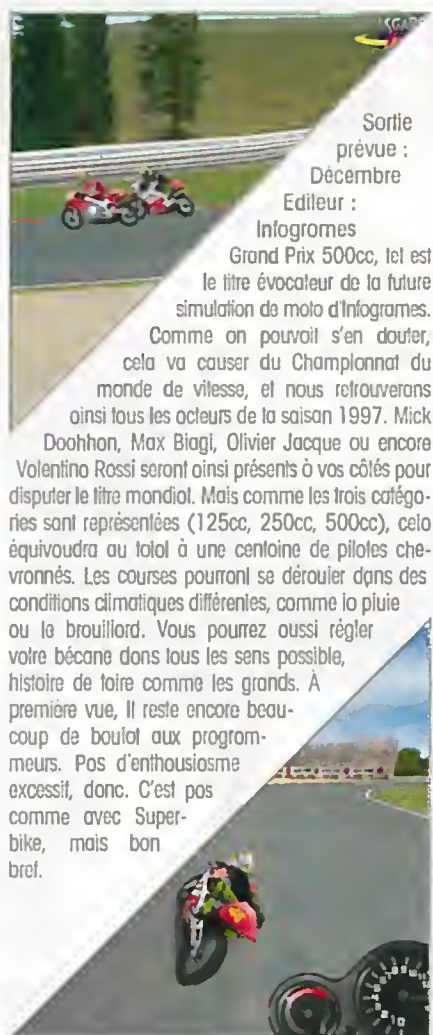 Sortie
prévue :
Décembre
Editeur :
Infogrames
Grand Prix 500cc, tel est
le titre évocateur de la future
simulation de moto d'Infogrames.
Comme on pouvait s'en douter,
cela va causer du Championnat du
monde de vitesse, et nous retrouverons
ainsi tous les acteurs de la saison 1997. Mick
Doohhan, Max Biagi, Olivier Jacque ou encore
Valentino Rossi seront ainsi présents à vos côtés pour
disputer le titre mondial. Mais comme les trois catégo-
ries sont représentées (125cc, 250cc, 500cc), cela
équivoudra au total à une centaine de pilotes che-
vronnés. Les courses pourront se dérouler dans des
conditions climatiques différentes, comme la pluie
ou le brouillard. Vous pourrez aussi régler
votre bécane dans tous les sens possible,
histoire de faire comme les grands. À
première vue, il reste encore beau-
coup de boulot aux program-
meurs. Pas d'enthousiasme
excessif, donc. C'est pas
comme avec Super-
bike, mais bon
bref.